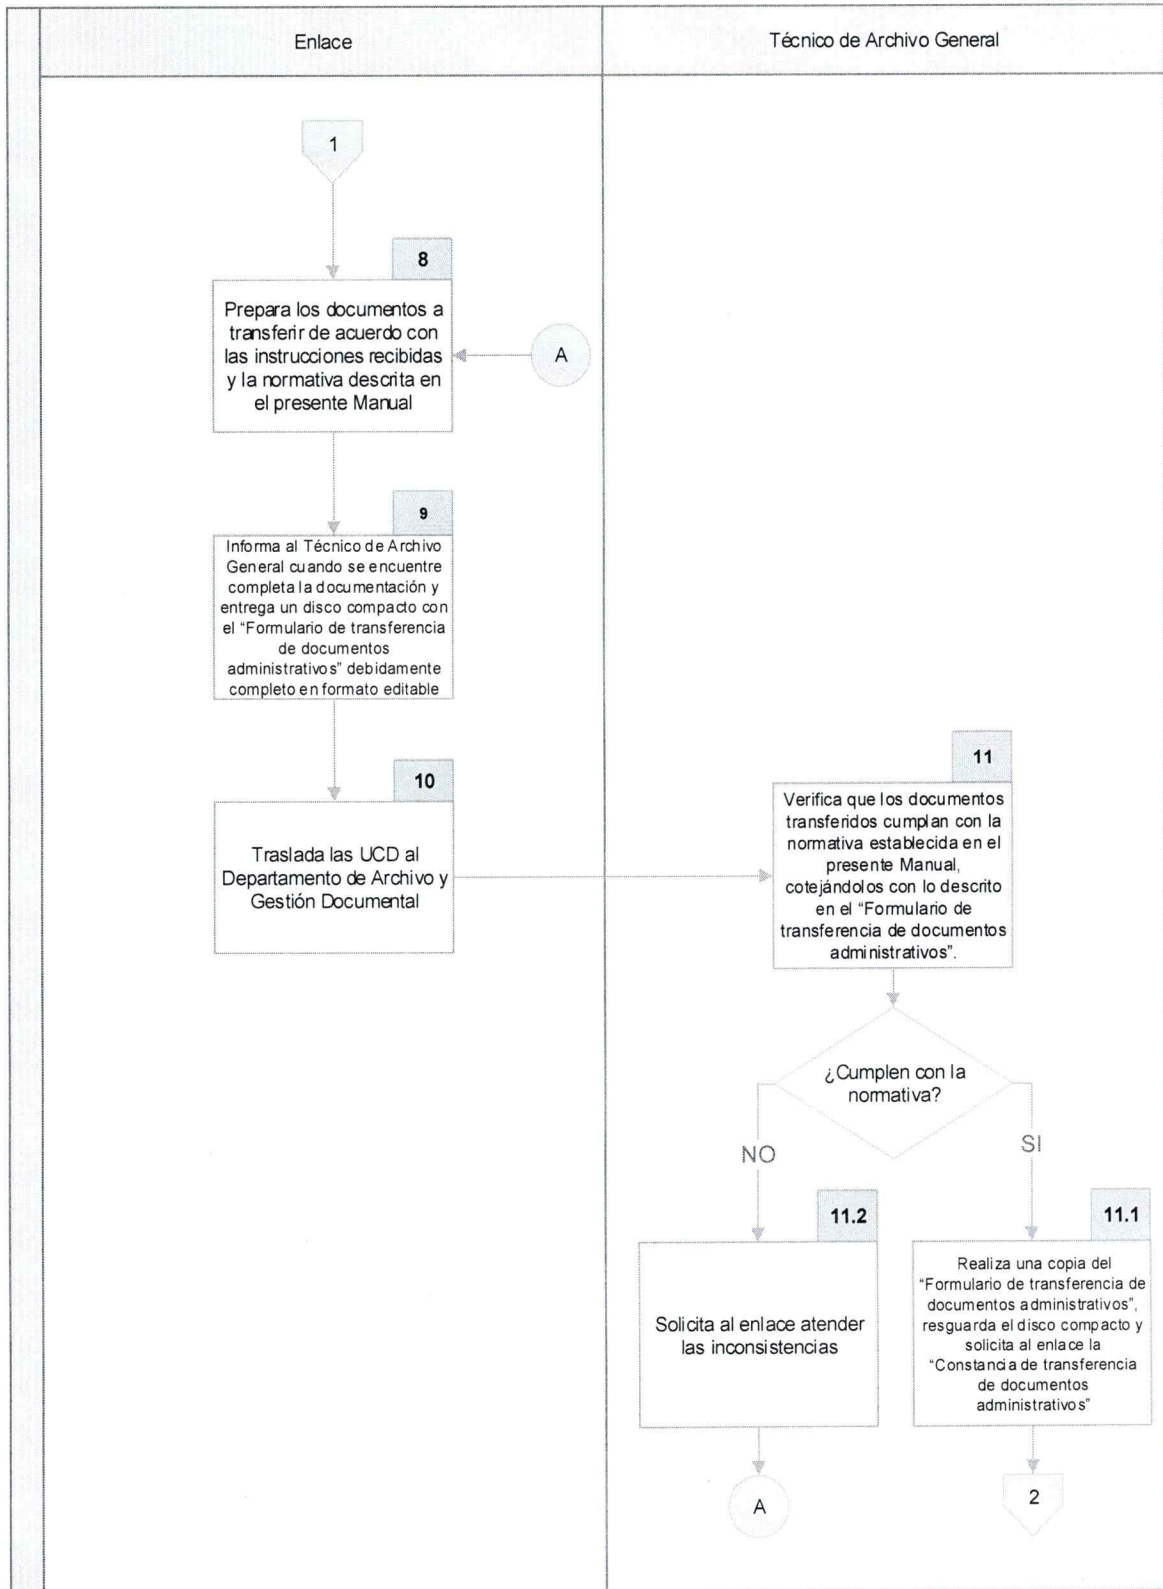 Enlace
Técnico de Archivo General
1
8
Prepara los documentos a
transferir de acuerdo con
las instrucciones recibidas
y la normativa descrita en
el presente Manual
A
9
Informa al Técnico de Archivo
General cuando se encuentre
completa la documentación y
entrega un disco compacto con
el “Formulario de transferencia
de documentos
administrativos” debidamente
completo en formato editable
10
Traslada las UCD al
Departamento de Archivo y
Gestión Documental
11
Verifica que los documentos
transferidos cumplan con la
normativa establecida en el
presente Manual,
cotejándolos con lo descrito
en el “Formulario de
transferencia de documentos
administrativos”.
¿Cumplen con la
normativa?
NO
SI
11.2
Solicita al enlace atender
las inconsistencias
11.1
Realiza una copia del
“Formulario de transferencia de
documentos administrativos”,
resguarda el disco compacto y
solicita al enlace la
“Constancia de transferencia
de documentos
administrativos”
A
2